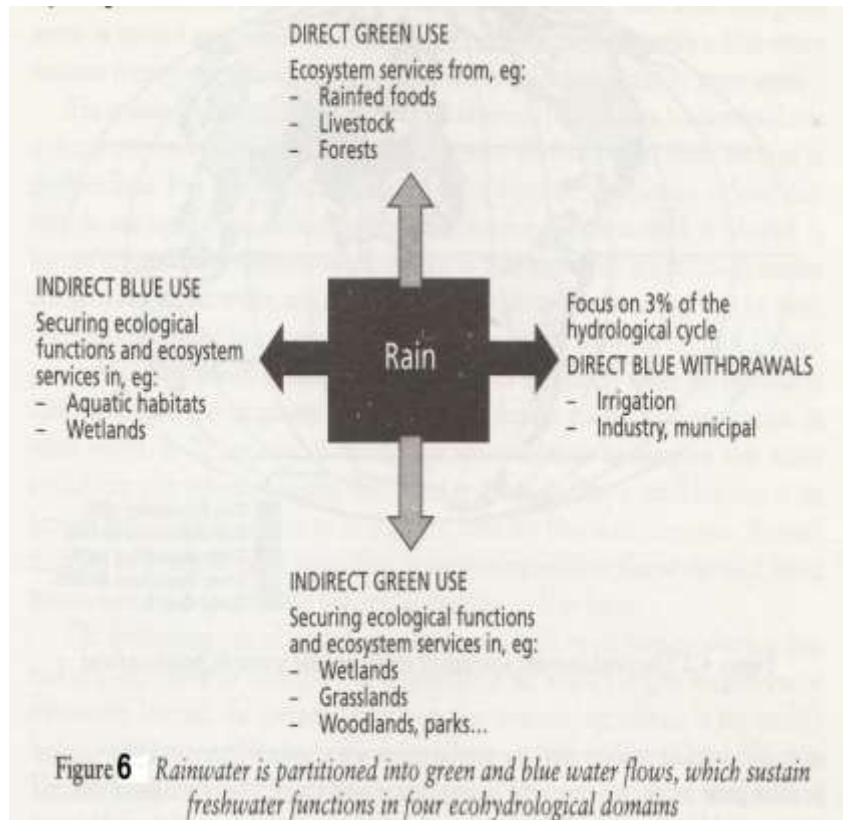 DIRECT GREEN USE
Ecosystem services from, eg:
– Rainfed foods
– Livestock
– Forests
INDIRECT BLUE USE
Securing ecological
functions and ecosystem
services in, eg:
– Aquatic habitats
– Wetlands
Rain
Focus on 3% of the
hydrological cycle
DIRECT BLUE WITHDRAWALS
– Irrigation
– Industry, municipal
INDIRECT GREEN USE
Securing ecological functions
and ecosystem services in, eg:
– Wetlands
– Grasslands
– Woodlands, parks...
Figure 6 Rainwater is partitioned into green and blue water flows, which sustain
freshwater functions in four ecohydrological domains